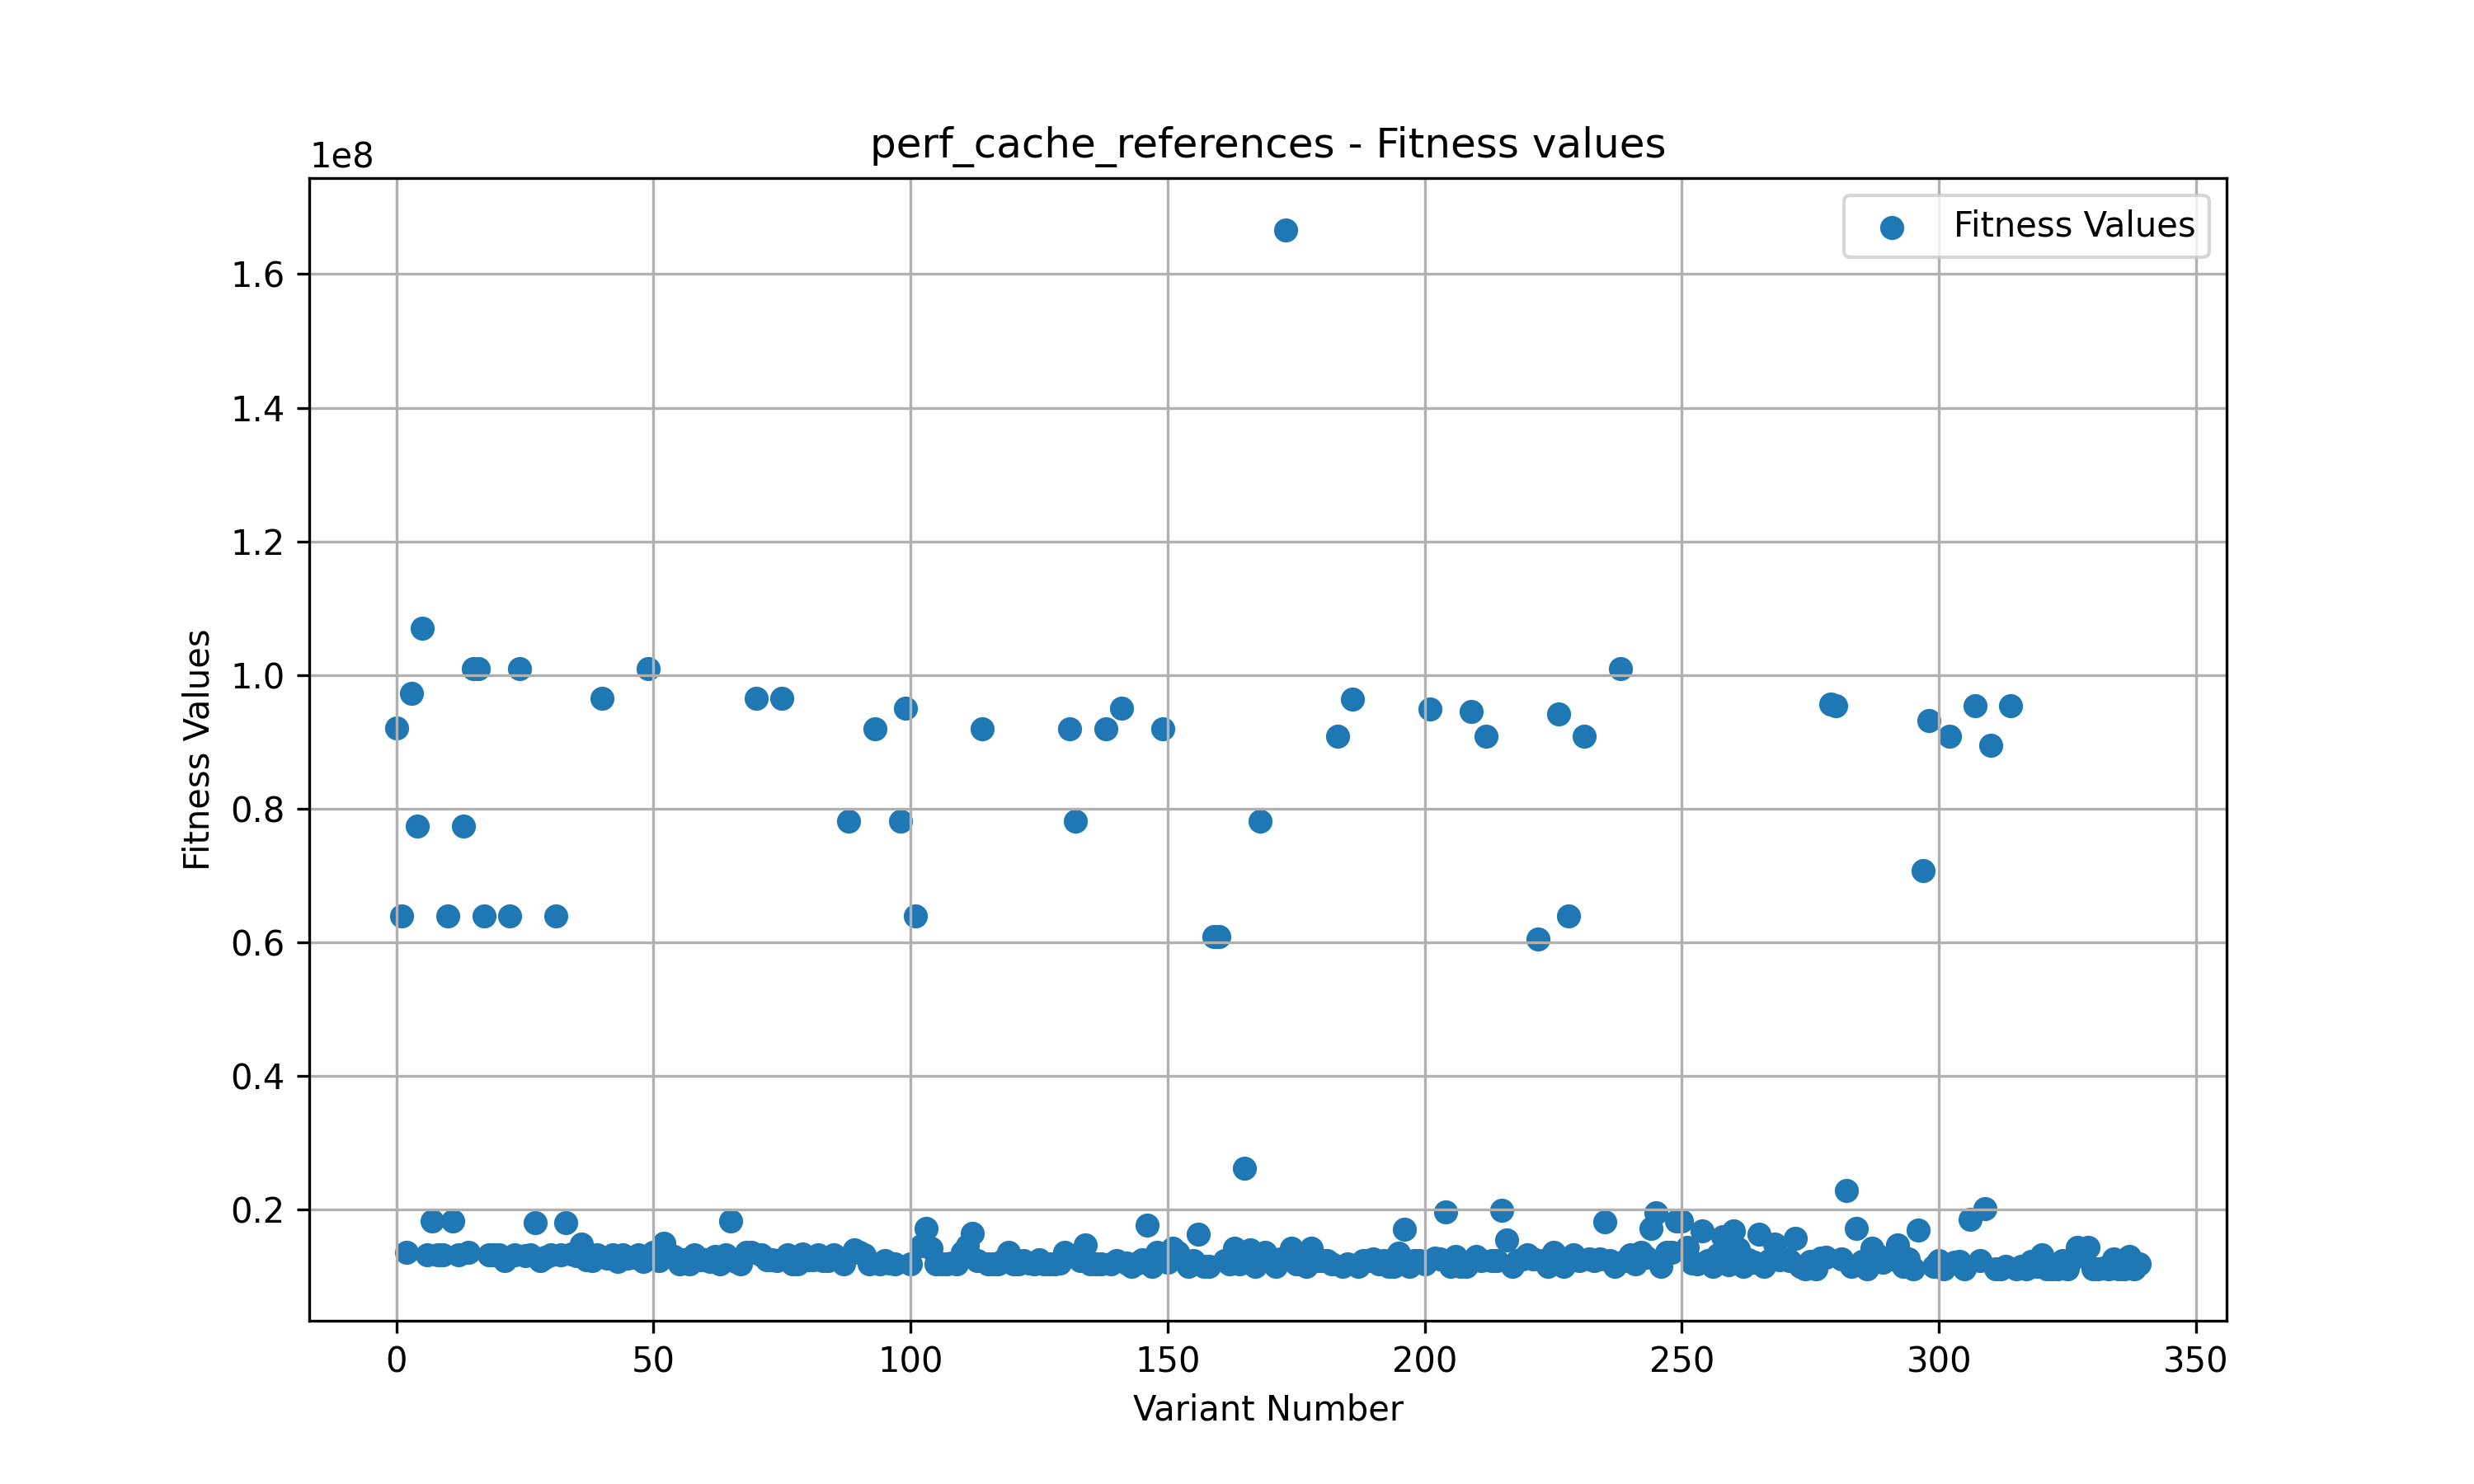 perf_cache_references - Fitness values
1e8
Fitness Values
1.6
1.4
1.2
1.0
0.8
0.6
0.4
0.2
Fitness Values
0 50 100 150 200 250 300 350
Variant Number